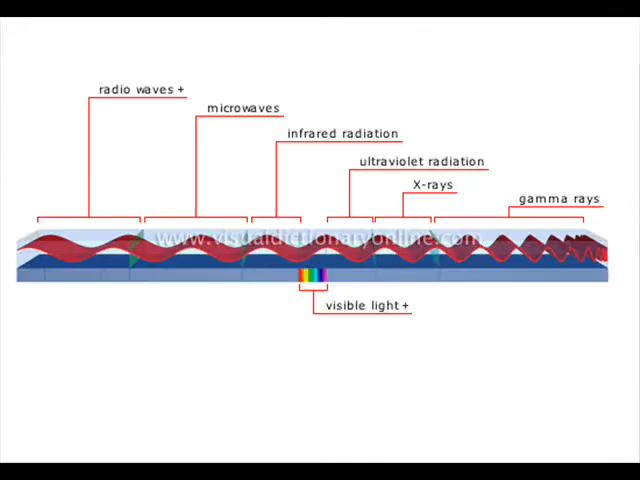 radio waves +
microwaves
infrared radiation
ultraviolet radiation
X-rays
gamma rays
www.visualdictionaryonline.com
visible light +